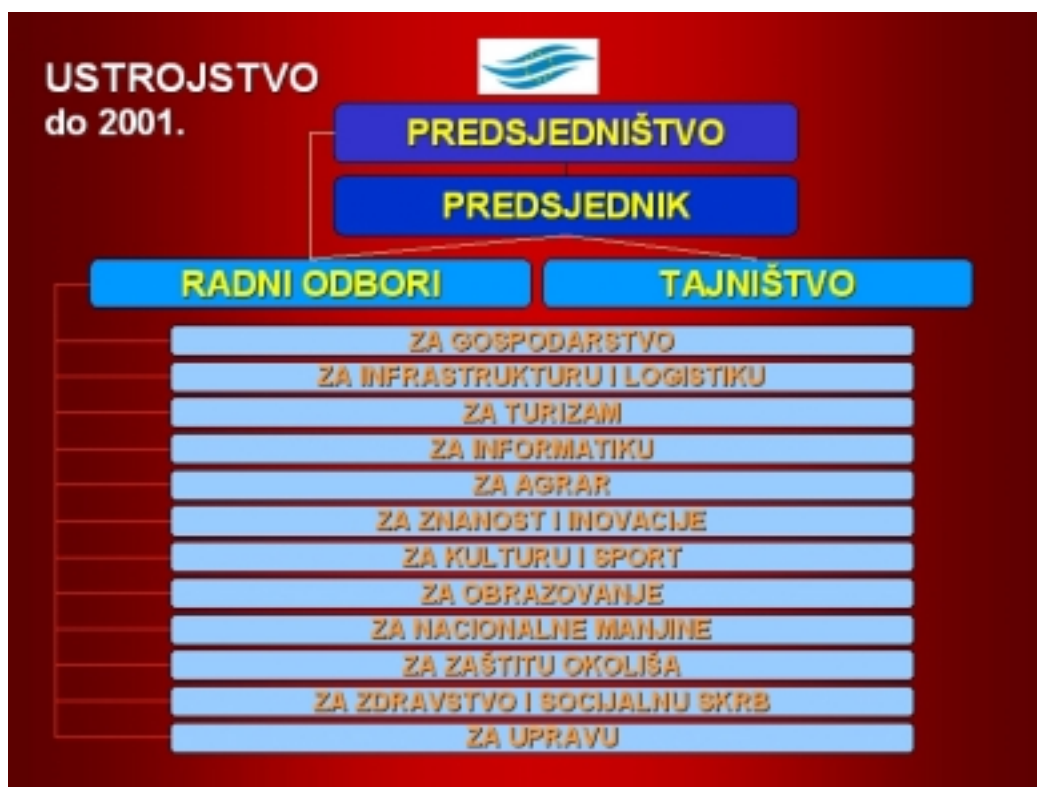 USTROJSTVO
do 2001.
PREDSJEDNIŠTVO
PREDSJEDNIK
RADNI ODBORI
TAJNIŠTVO
ZA GOSPODARSTVO
ZA INFRASTRUKTURU I LOGISTIKU
ZA TURIZAM
ZA INFORMATIKU
ZA AGRAR
ZA ZNANOST I INOVACIJE
ZA KULTURU I SPORT
ZA OBRAZOVANJE
ZA NACIONALNE MANJINE
ZA ZAŠTITU OKOLIŠA
ZA ZDRAVSTVO I SOCIJALNU SKRB
ZA UPRAVU